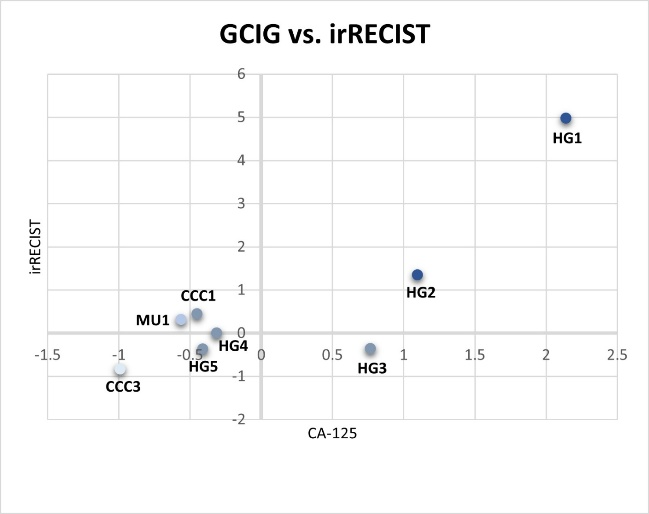 GCIG vs. irRECIST
6
5
HG1
4
3
irRECIST
2
1
HG2
CCC1
MU1
0
HG4
-1.5 -1 -0.5 0 0.5 1 1.5 2 2.5
HG5
HG3
-1
CCC3
-2
CA-125